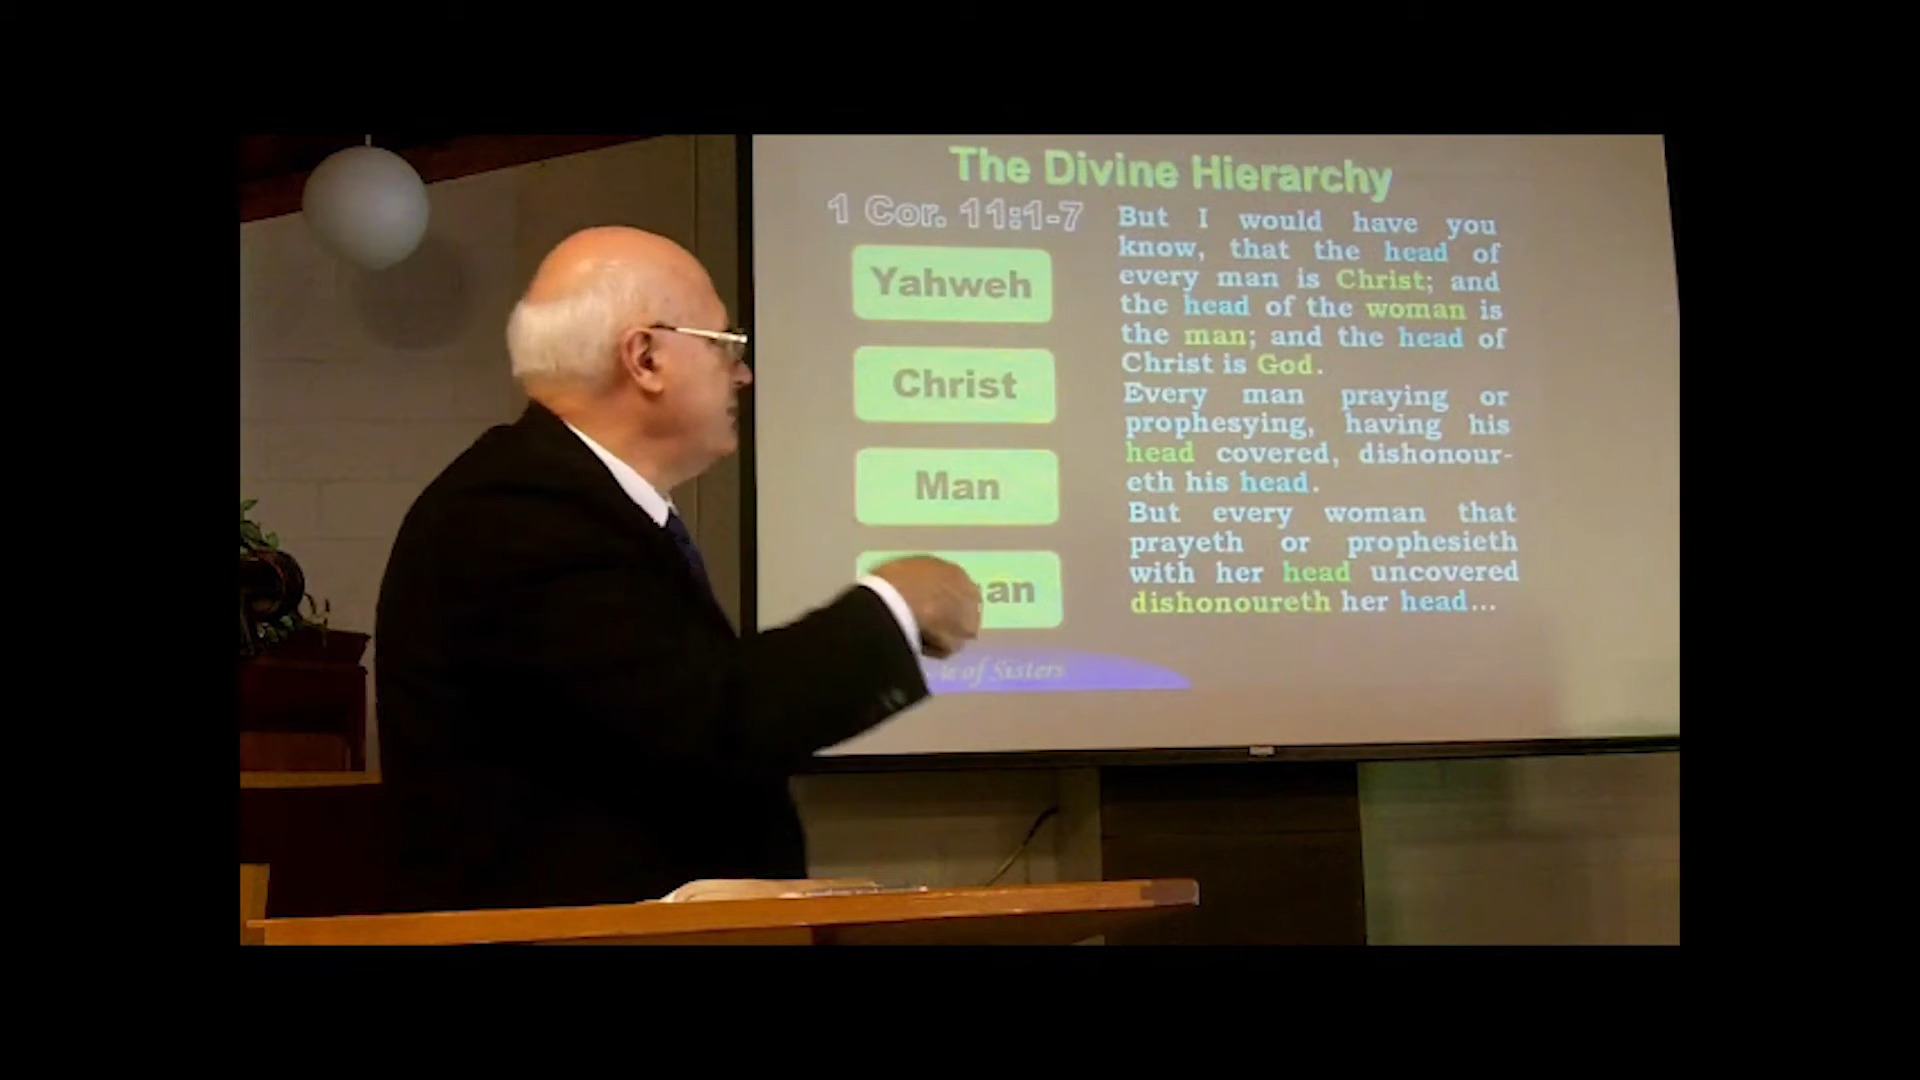 The Divine Hierarchy
1 Cor. 11:1-7
Yahweh
Christ
Man
an
But I would have you
know, that the head of
every man is Christ; and
the head of the woman is
the man; and the head of
Christ is God.
Every man praying or
prophesying, having his
head covered, dishonour-
eth his head.
But every woman that
prayeth or prophesieth
with her head uncovered
dishonoureth her head...
of Sisters